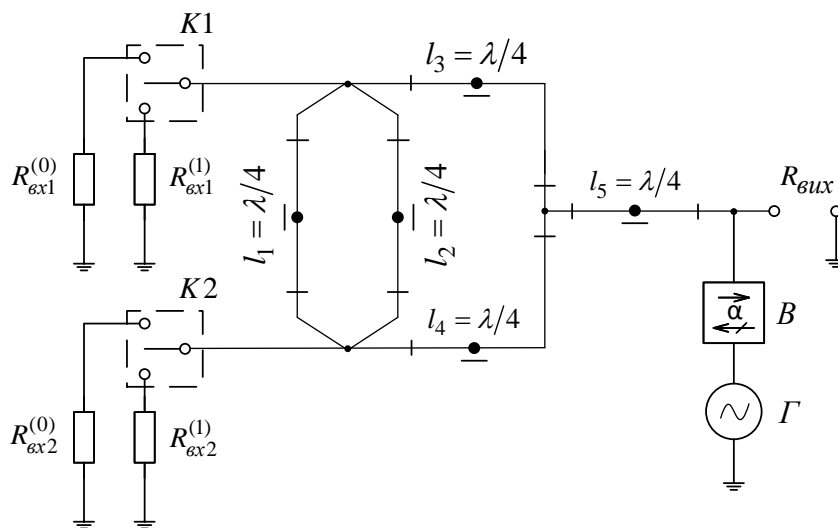 K1
l₃ = λ/4
R⁽⁰⁾вх1
R⁽¹⁾вх1
l₁ = λ/4
l₂ = λ/4
l₅ = λ/4
Rвих
K2
l₄ = λ/4
α
В
R⁽⁰⁾вх2
R⁽¹⁾вх2
Г